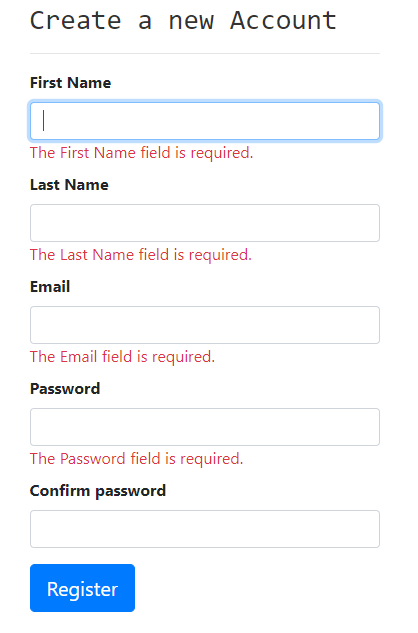 Create a new Account
First Name
The First Name field is required.
Last Name
The Last Name field is required.
Email
The Email field is required.
Password
The Password field is required.
Confirm password
Register